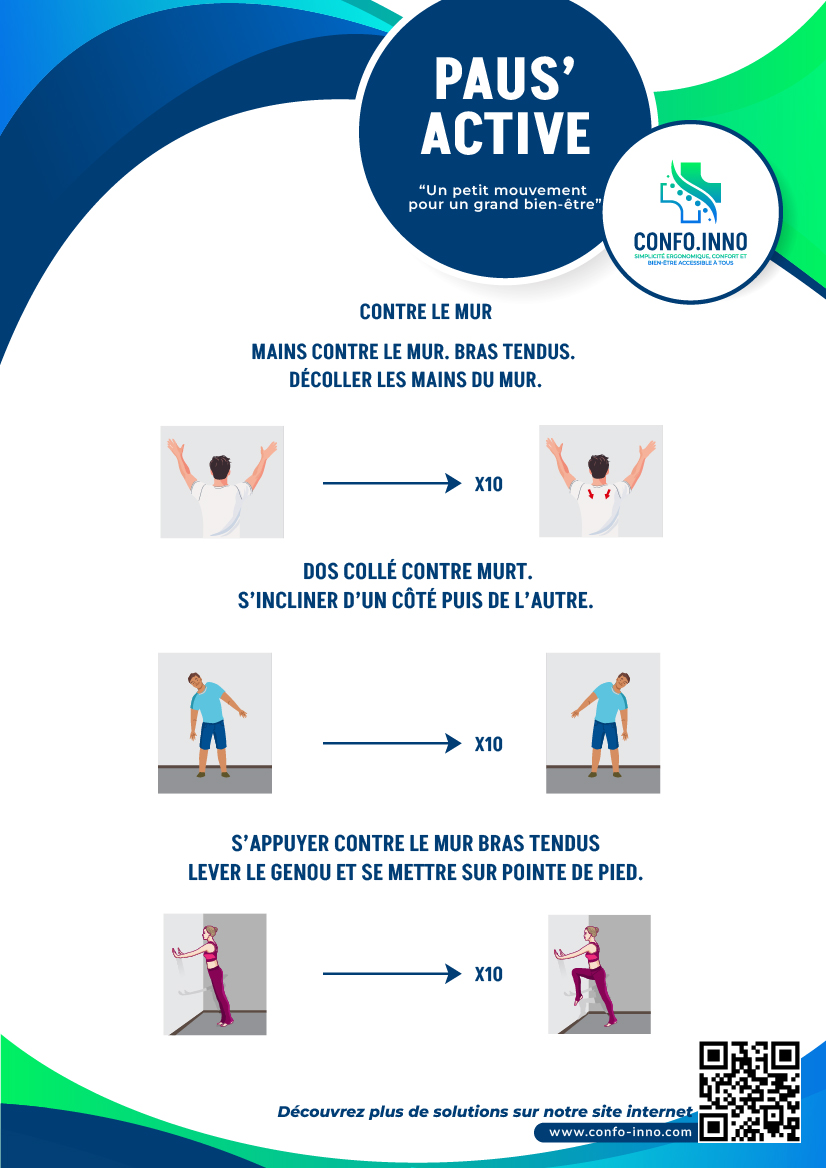 PAUS’
ACTIVE
“Un petit mouvement
pour un grand bien-être”
CONFO.INNO
SIMPLICITÉ ERGONOMIQUE, CONFORT ET
BIEN-ÊTRE ACCESSIBLE À TOUS
CONTRE LE MUR
MAINS CONTRE LE MUR. BRAS TENDUS.
DÉCOLLER LES MAINS DU MUR.
X10
DOS COLLÉ CONTRE MURT.
S’INCLINER D’UN CÔTÉ PUIS DE L’AUTRE.
X10
S’APPUYER CONTRE LE MUR BRAS TENDUS
LEVER LE GENOU ET SE METTRE SUR POINTE DE PIED.
X10
Découvrez plus de solutions sur notre site internet
www.confo-inno.com